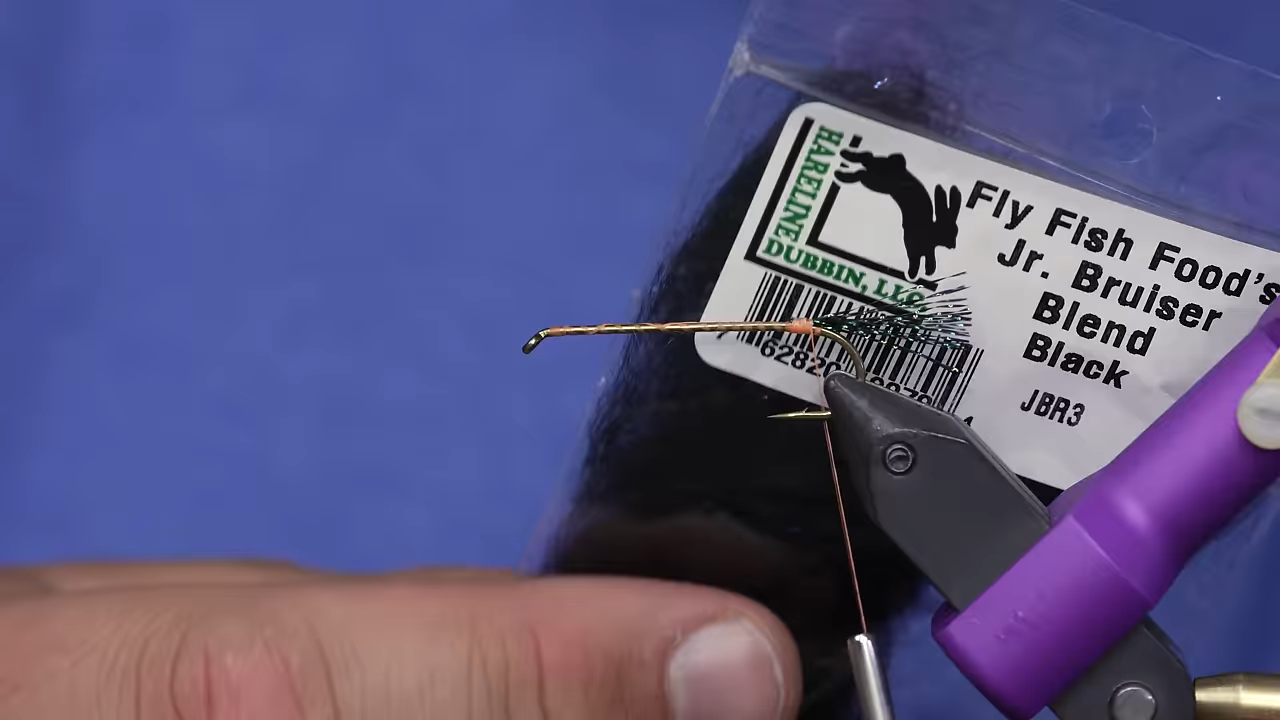 HARELINE
DUBBIN, LLC.
Fly Fish Food's
Jr. Bruiser
Blend
Black
JBR3